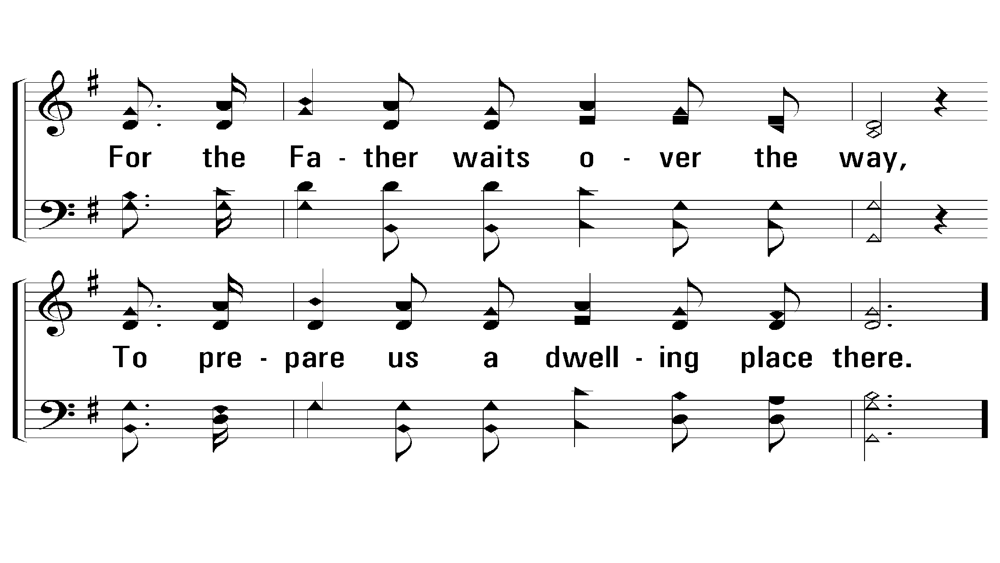 For the Fa - ther waits o - ver the way,
To pre - pare us a dwell - ing place there.